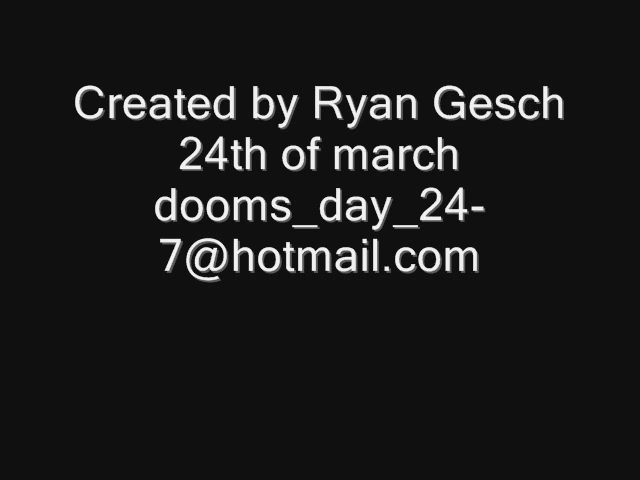 Created by Ryan Gesch
24th of march
dooms_day_24-
7@hotmail.com